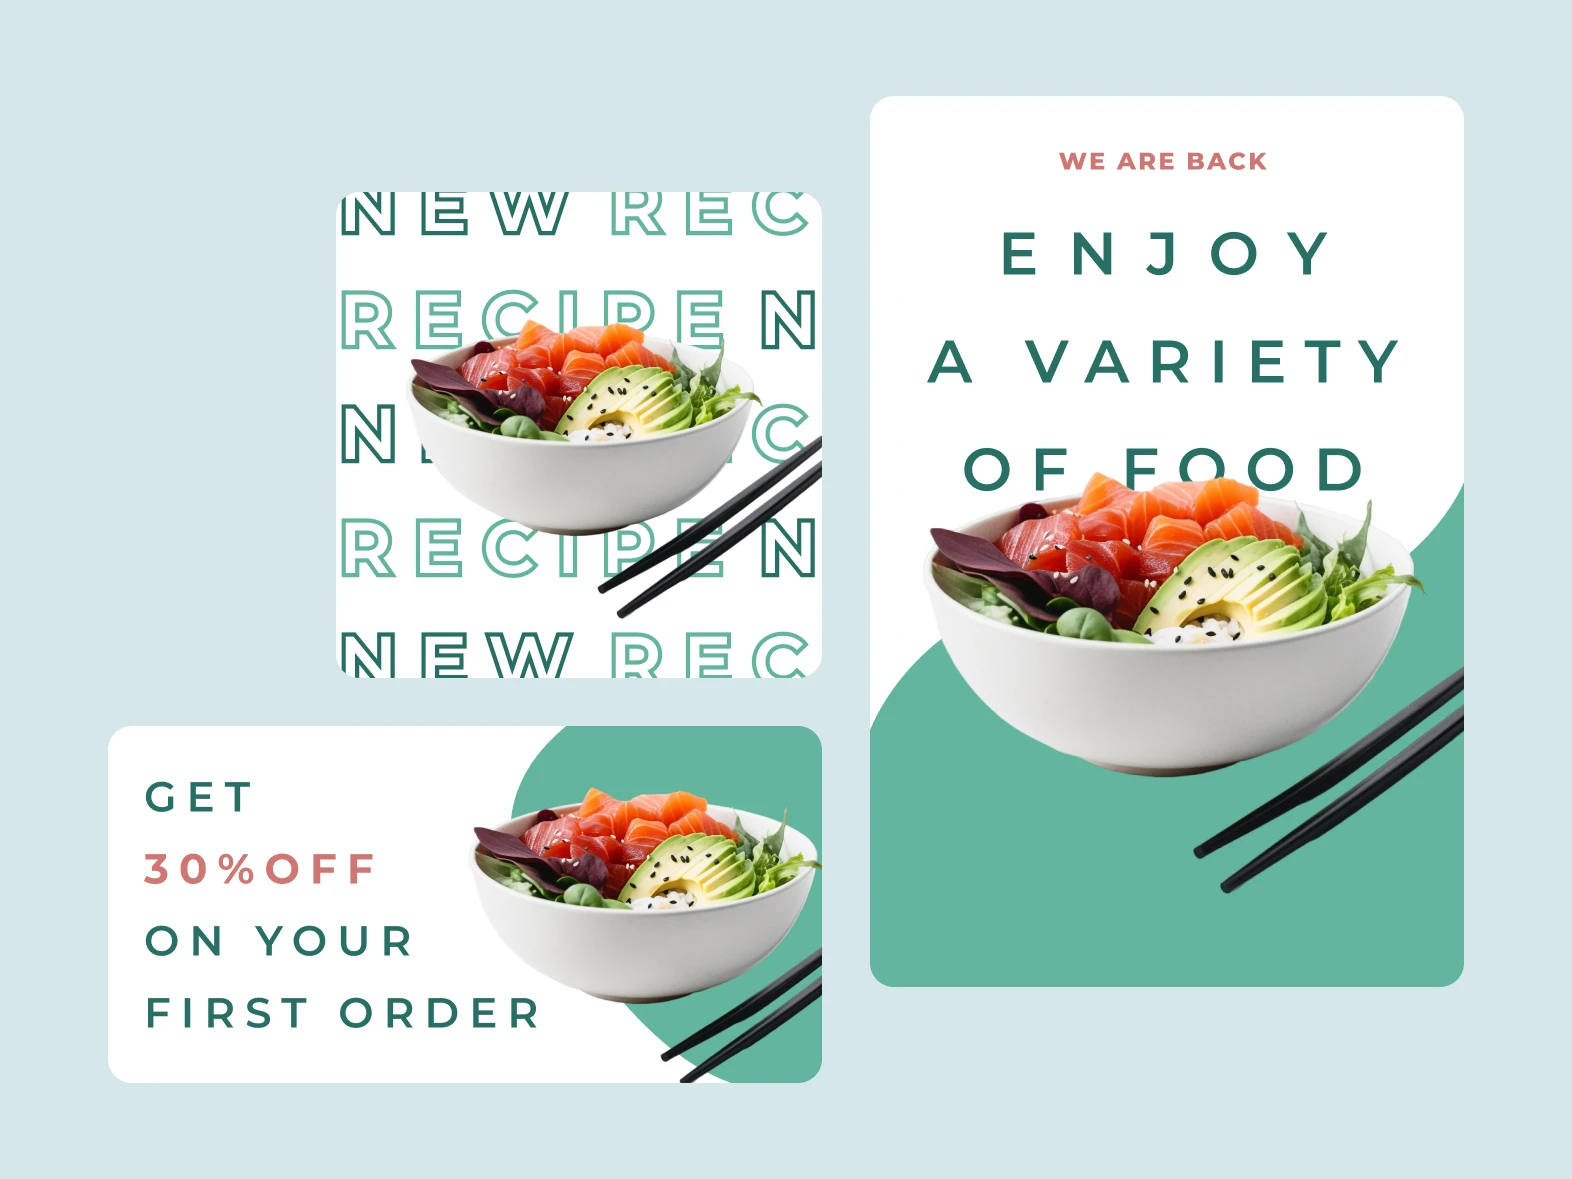 NEW REC
RECIPE N
N C
RECIPE N
NEW REC
WE ARE BACK
ENJOY
A VARIETY
OF FOOD
GET
30%OFF
ON YOUR
FIRST ORDER